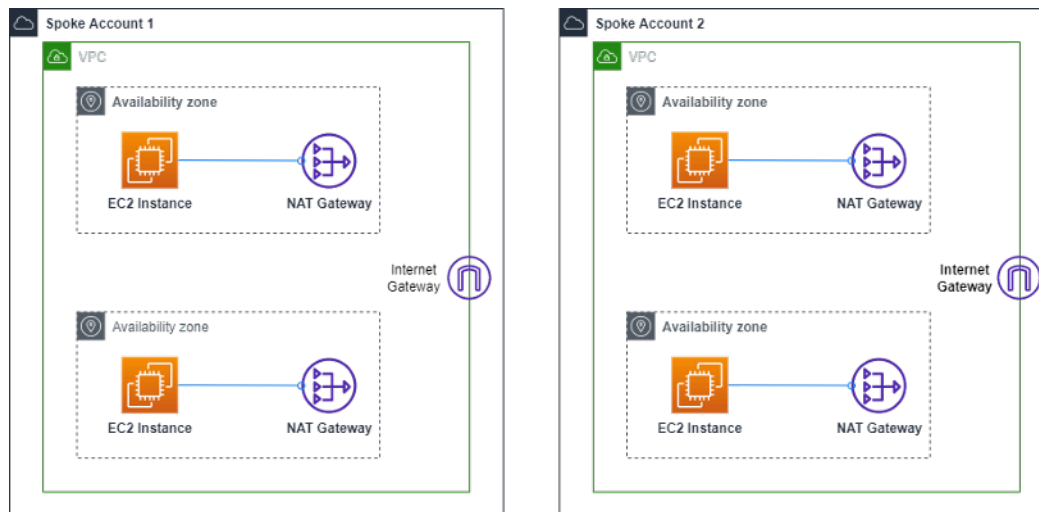 Spoke Account 1
VPC
Availability zone
EC2 Instance
NAT Gateway
Internet
Gateway
Availability zone
EC2 Instance
NAT Gateway
Spoke Account 2
VPC
Availability zone
EC2 Instance
NAT Gateway
Internet
Gateway
Availability zone
EC2 Instance
NAT Gateway